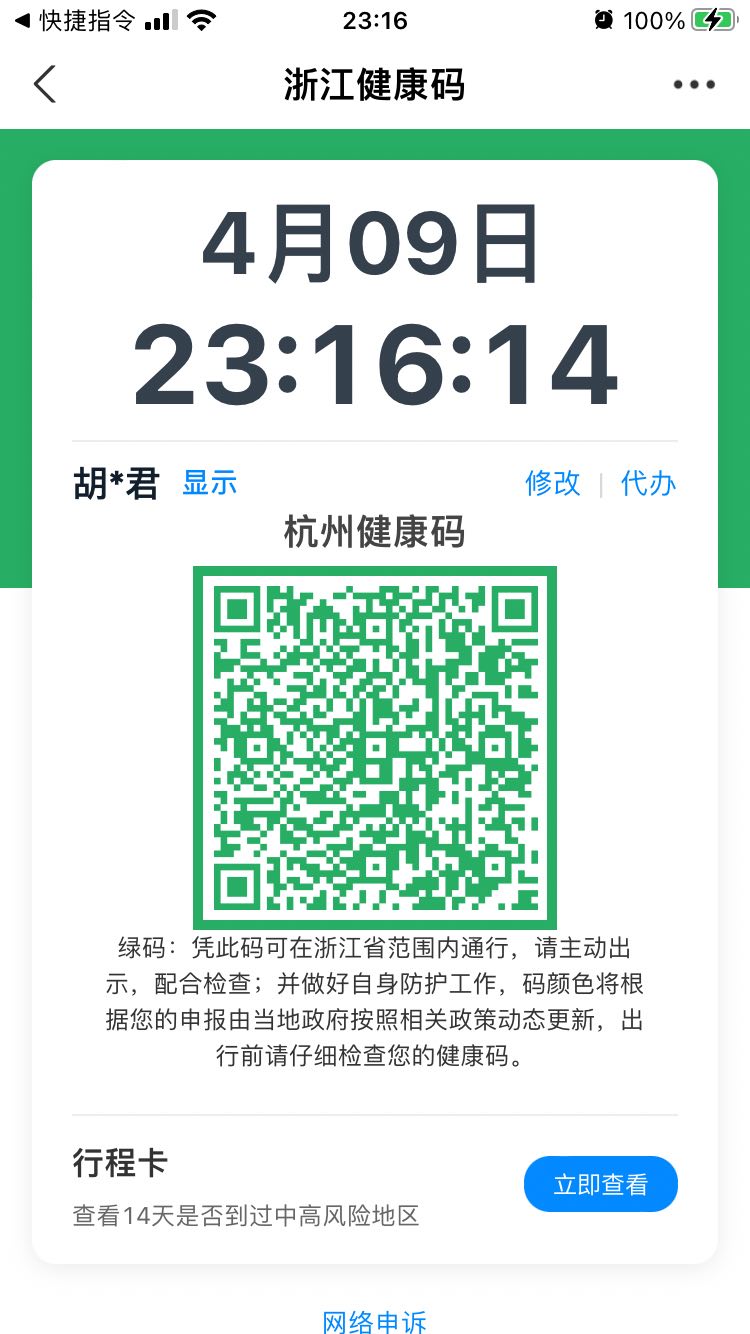 快捷指令
23:16
100%
浙江健康码
4月09日
23:16:14
胡*君 显示 修改 | 代办
杭州健康码
绿码：凭此码可在浙江省范围内通行，请主动出
示，配合检查；并做好自身防护工作，码颜色将根
据您的申报由当地政府按照相关政策动态更新，出
行前请仔细检查您的健康码。
行程卡
立即查看
查看14天是否到过中高风险地区
网络申诉